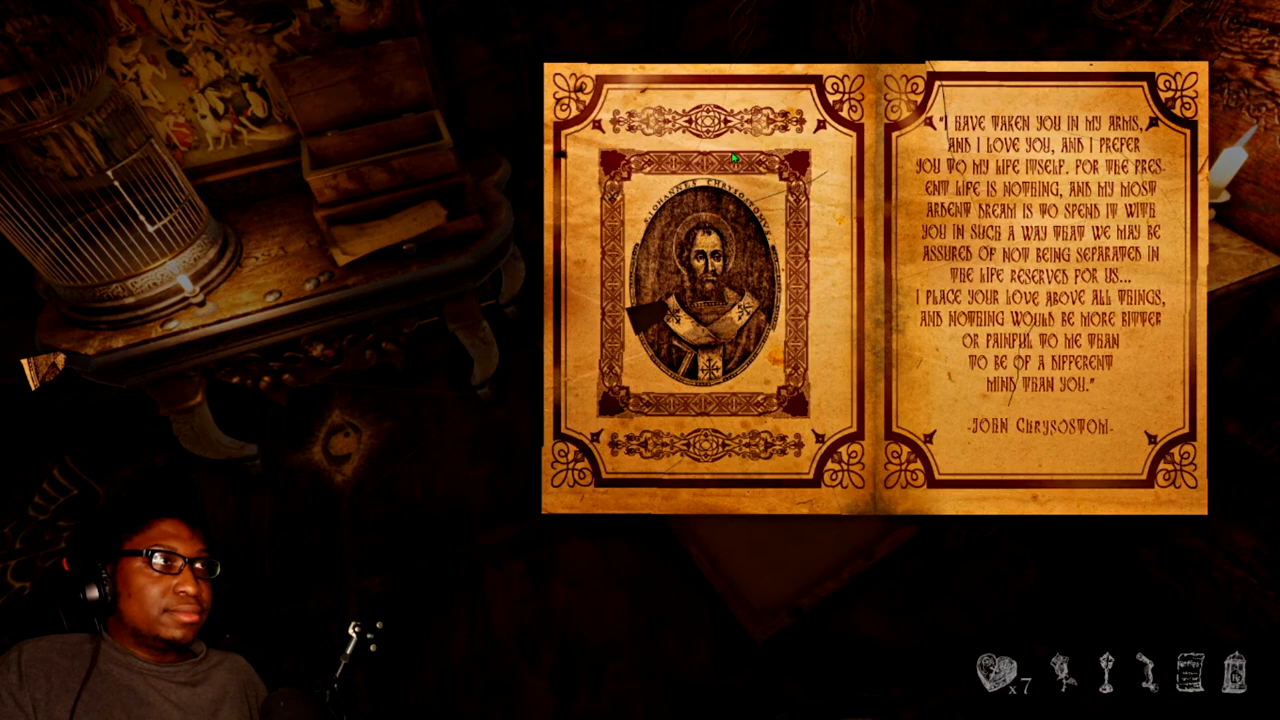 IOHANNES CHRYSOSTOMUS
"I HAVE TAKEN YOU IN MY ARMS,
AND I LOVE YOU, AND I PREFER
YOU TO MY LIFE ITSELF. FOR THE PRES-
ENT LIFE IS NOTHING, AND MY MOST
ARDENT DREAM IS TO SPEND IT WITH
YOU IN SUCH A WAY THAT WE MAY BE
ASSURED OF NOT BEING SEPARATED IN
THE LIFE RESERVED FOR US...
I PLACE YOUR LOVE ABOVE ALL THINGS,
AND NOTHING WOULD BE MORE BITTER
OR PAINFUL TO ME THAN
TO BE OF A DIFFERENT
MIND THAN YOU."
-JOHN CHRYSOSTOM-
x7